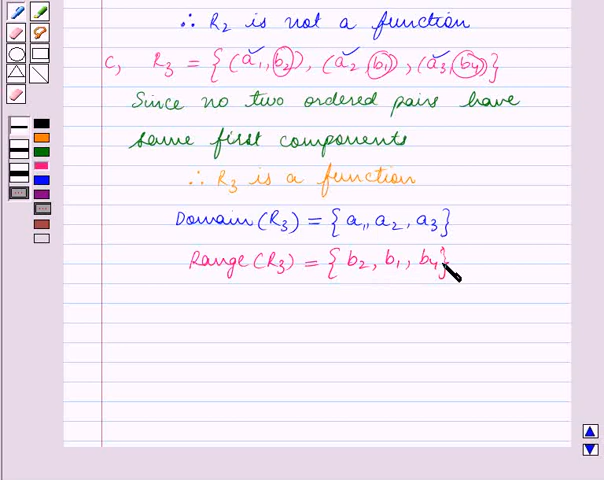 ∴ R₂ is not a function
c, R₃ = {(a₁, b₂), (a₂, b₁), (a₃, b₄)}
Since no two ordered pairs have
same first components
∴ R₃ is a function
Domain (R₃) = {a₁, a₂, a₃}
Range (R₃) = {b₂, b₁, b₄}